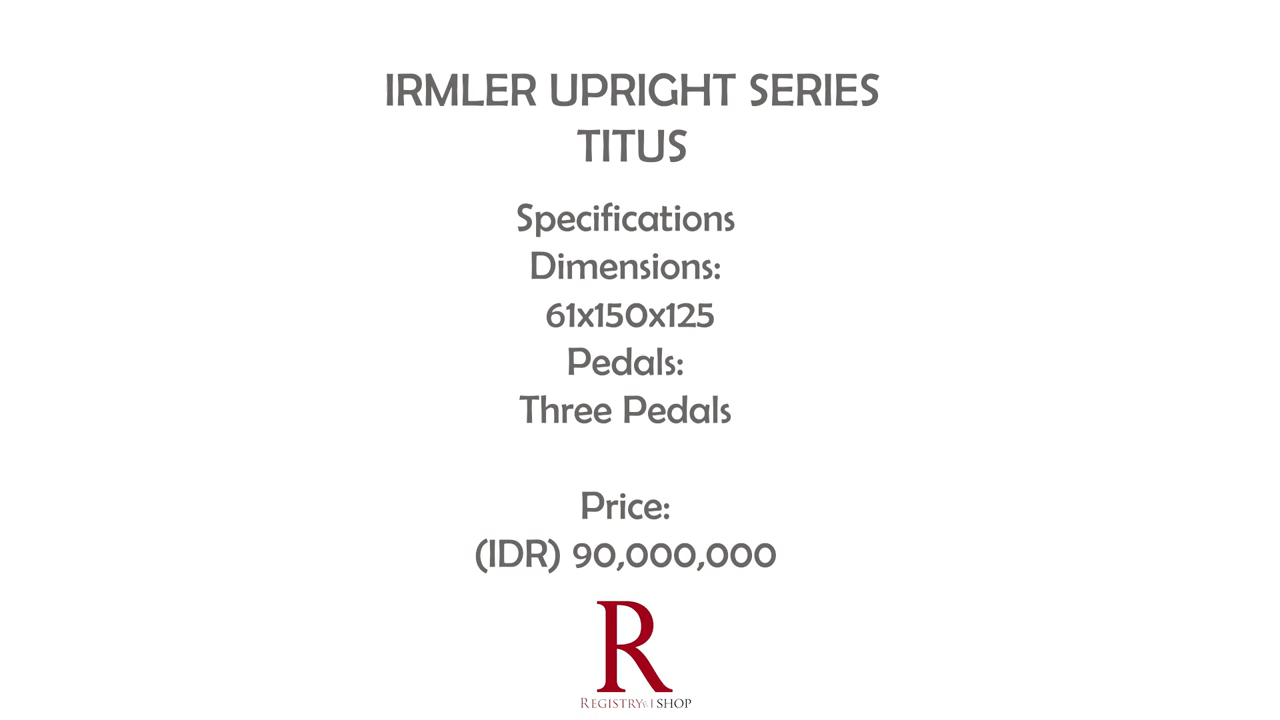 IRMLER UPRIGHT SERIES
TITUS
Specifications
Dimensions:
61x150x125
Pedals:
Three Pedals
Price:
(IDR) 90,000,000
R
REGISTRY | SHOP